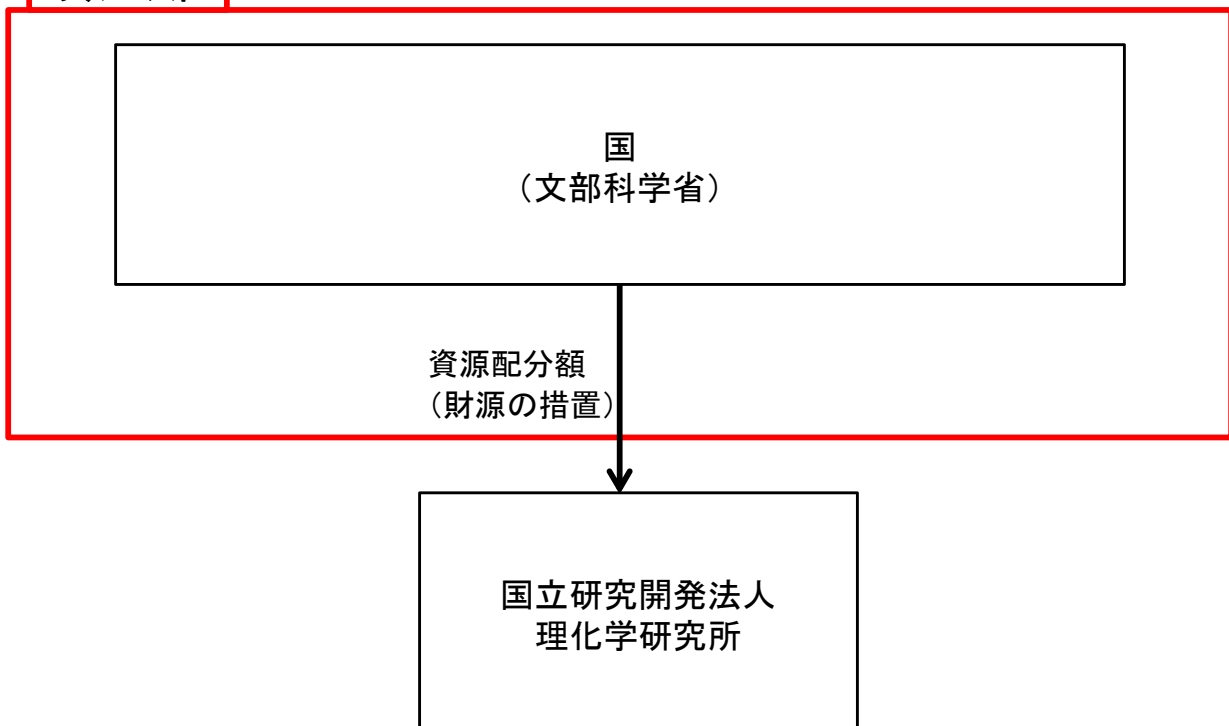 国
（文部科学省）
資源配分額
（財源の措置）
国立研究開発法人
理化学研究所